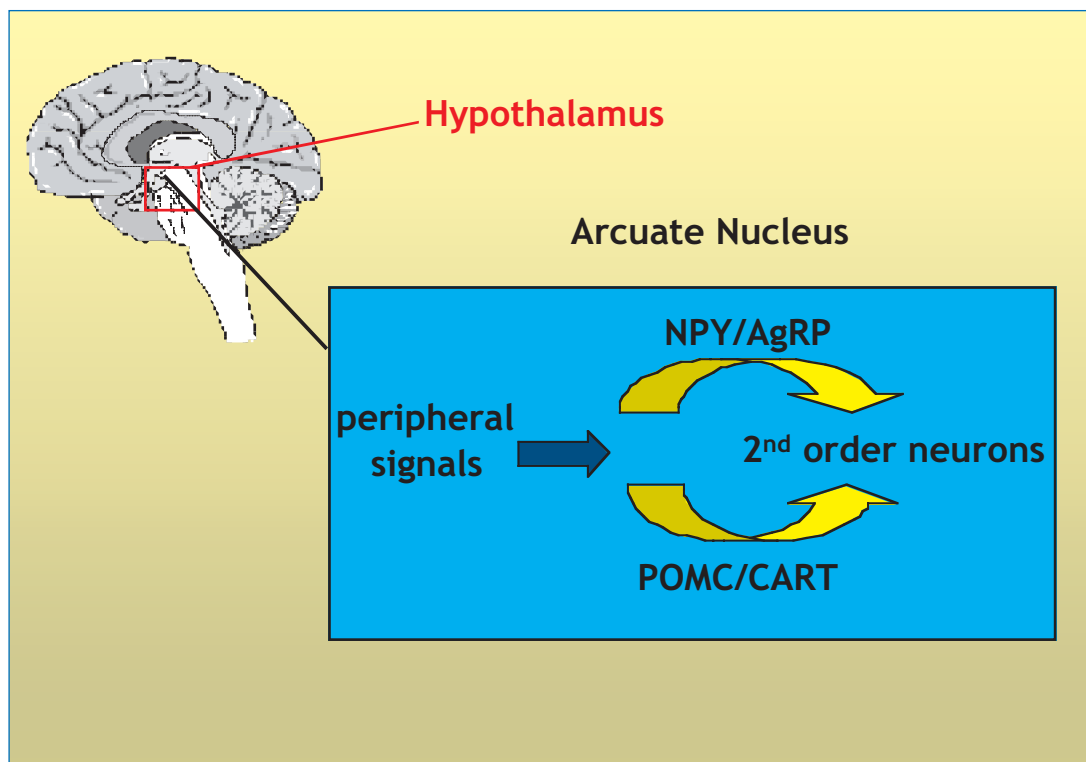 Hypothalamus
Arcuate Nucleus
NPY/AgRP
peripheral
signals
2nd order neurons
POMC/CART